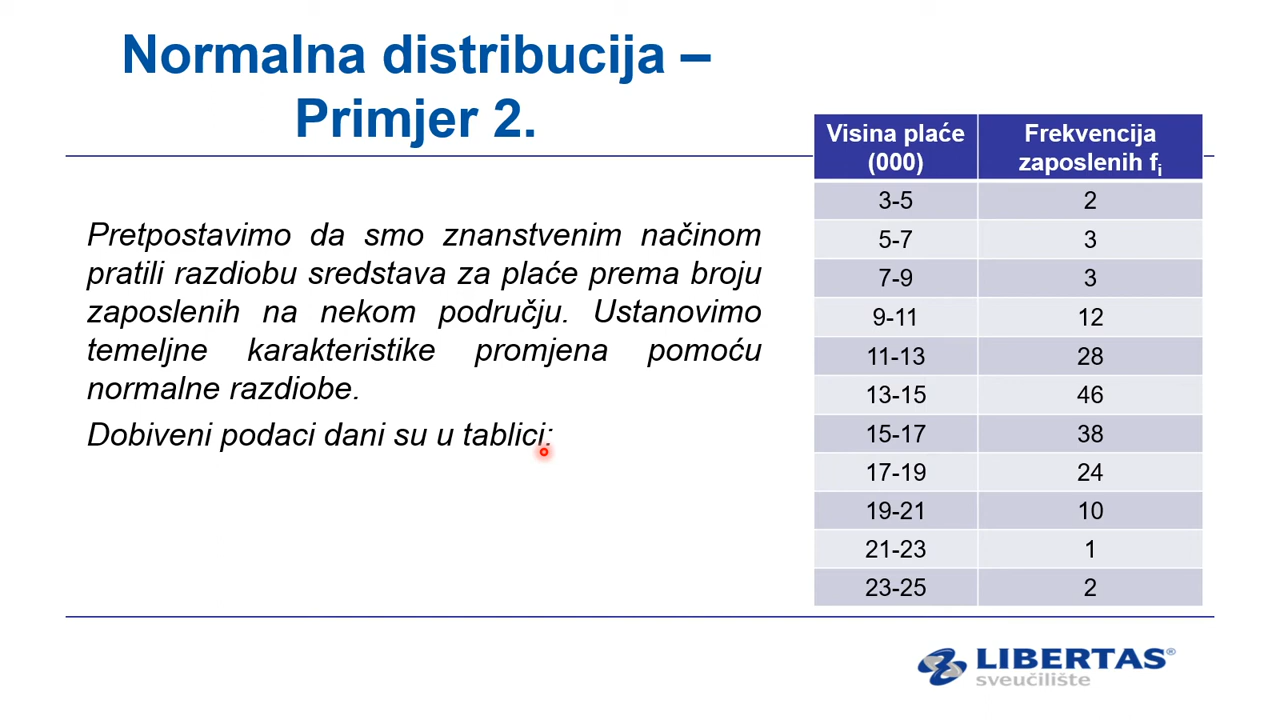 Normalna distribucija –
Primjer 2.
Pretpostavimo da smo znanstvenim načinom
pratili razdiobu sredstava za plaće prema broju
zaposlenih na nekom području. Ustanovimo
temeljne karakteristike promjena pomoću
normalne razdiobe.
Dobiveni podaci dani su u tablici:
Visina plaće (000) Frekvencija zaposlenih fi
3-5 2
5-7 3
7-9 3
9-11 12
11-13 28
13-15 46
15-17 38
17-19 24
19-21 10
21-23 1
23-25 2
LIBERTAS®
sveučilište